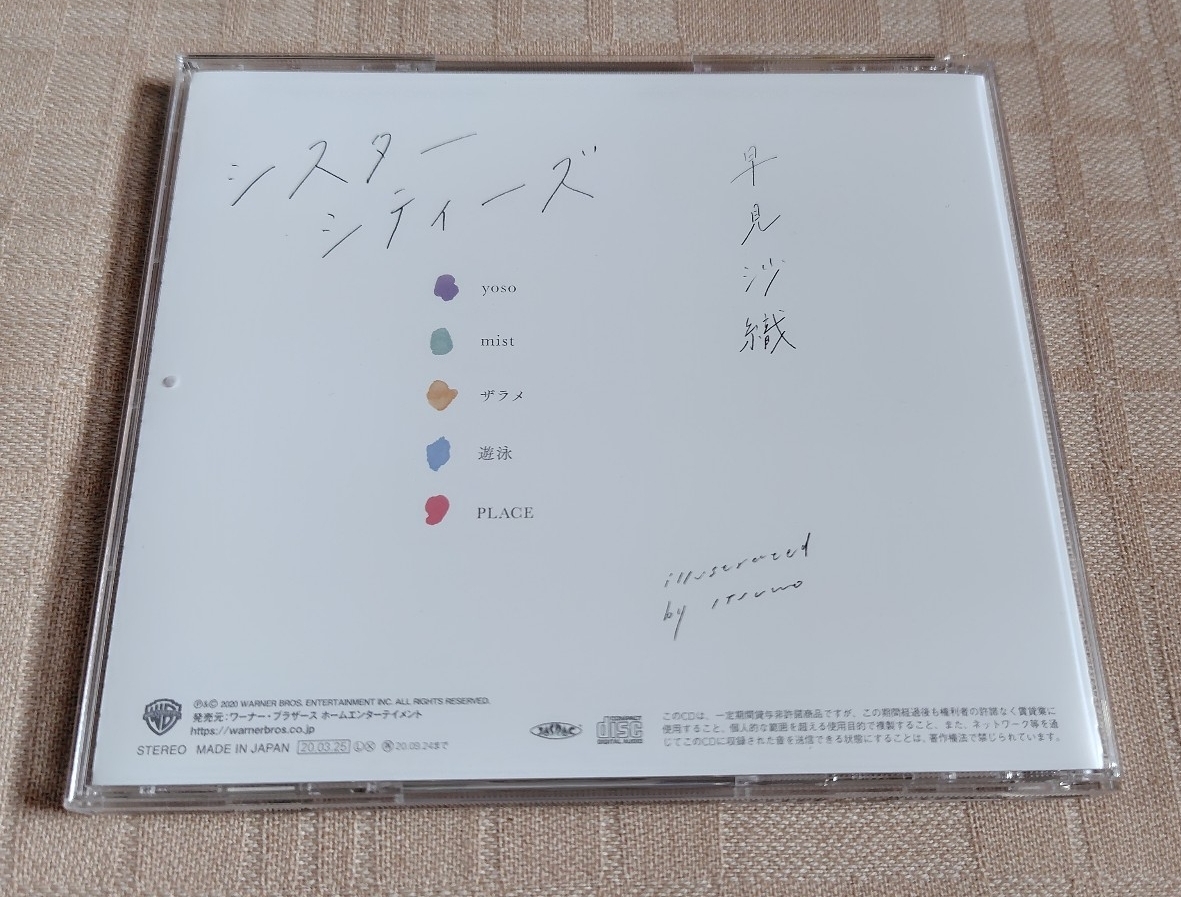 シスター
シティーズ
早見沙織
yoso
mist
ザラメ
遊泳
PLACE
illustrated
by itsuno
Ⓟ&Ⓒ 2020 WARNER BROS. ENTERTAINMENT INC. ALL RIGHTS RESERVED.
発売元:ワーナー・ブラザース ホームエンターテイメント
https://warnerbros.co.jp
STEREO MADE IN JAPAN 20.03.25 Ⓛ Ⓧ 20.09.24まで
WB
JASRAC
COMPACT
disc
DIGITAL AUDIO
このCDは、一定期間貸与非許諾商品ですが、この期間経過後も権利者の許諾なく賃貸業に
使用すること、個人的な範囲を超える使用目的で複製すること、また、ネットワーク等を通
じてこのCDに収録された音を送信できる状態にすることは、著作権法で禁じられています。